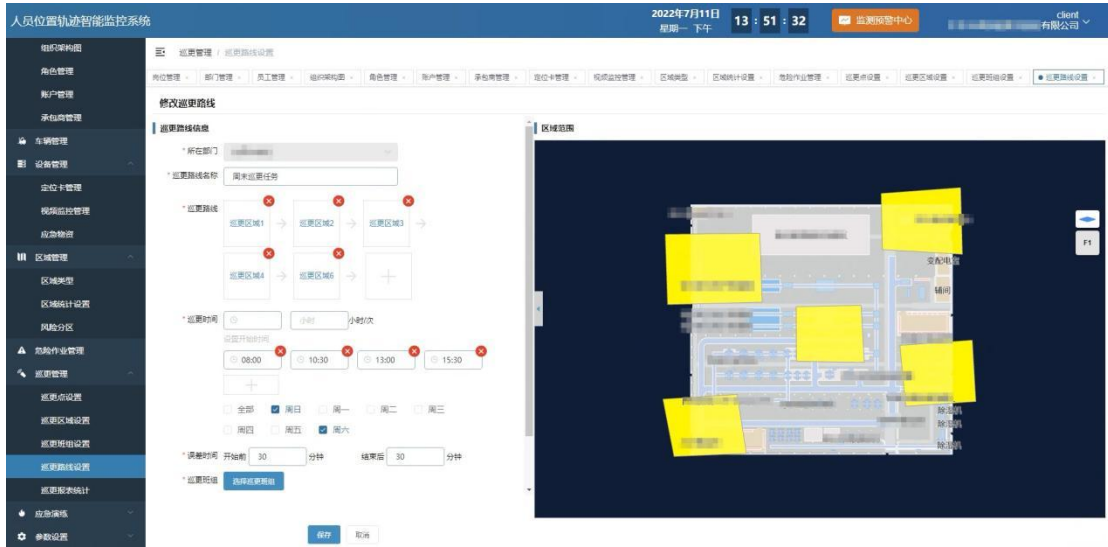 人员位置轨迹智能监控系统
2022年7月11日
星期一 下午
13 : 51 : 32
监测预警中心
client
有限公司
组织架构图
角色管理
账户管理
承包商管理
车辆管理
设备管理
定位卡管理
视频监控管理
应急物资
区域管理
区域类型
区域统计设置
风险分区
危险作业管理
巡更管理
巡更点设置
巡更区域设置
巡更班组设置
巡更路线设置
巡更报表统计
应急演练
参数设置
巡更管理 / 巡更路线设置
岗位管理 部门管理 员工管理 组织架构图 角色管理 账户管理 承包商管理 定位卡管理 视频监控管理 区域类型 区域统计设置 危险作业管理 巡更点设置 巡更区域设置 巡更班组设置 巡更路线设置
修改巡更路线
巡更路线信息
* 所在部门
* 巡更路线名称 周末巡更任务
* 巡更路线
巡更区域1 → 巡更区域2 → 巡更区域3 →
巡更区域4 → 巡更区域6 → +
* 巡更时间 小时 小时/次
设置开始时间
08:00 10:30 13:00 15:30
+
全部 周日 周一 周二 周三
周四 周五 周六
* 误差时间 开始前 30 分钟 结束后 30 分钟
* 巡更班组 选择巡更班组
保存 取消
区域范围
F1
变配电室
辅间
除湿机
除湿机
除湿机